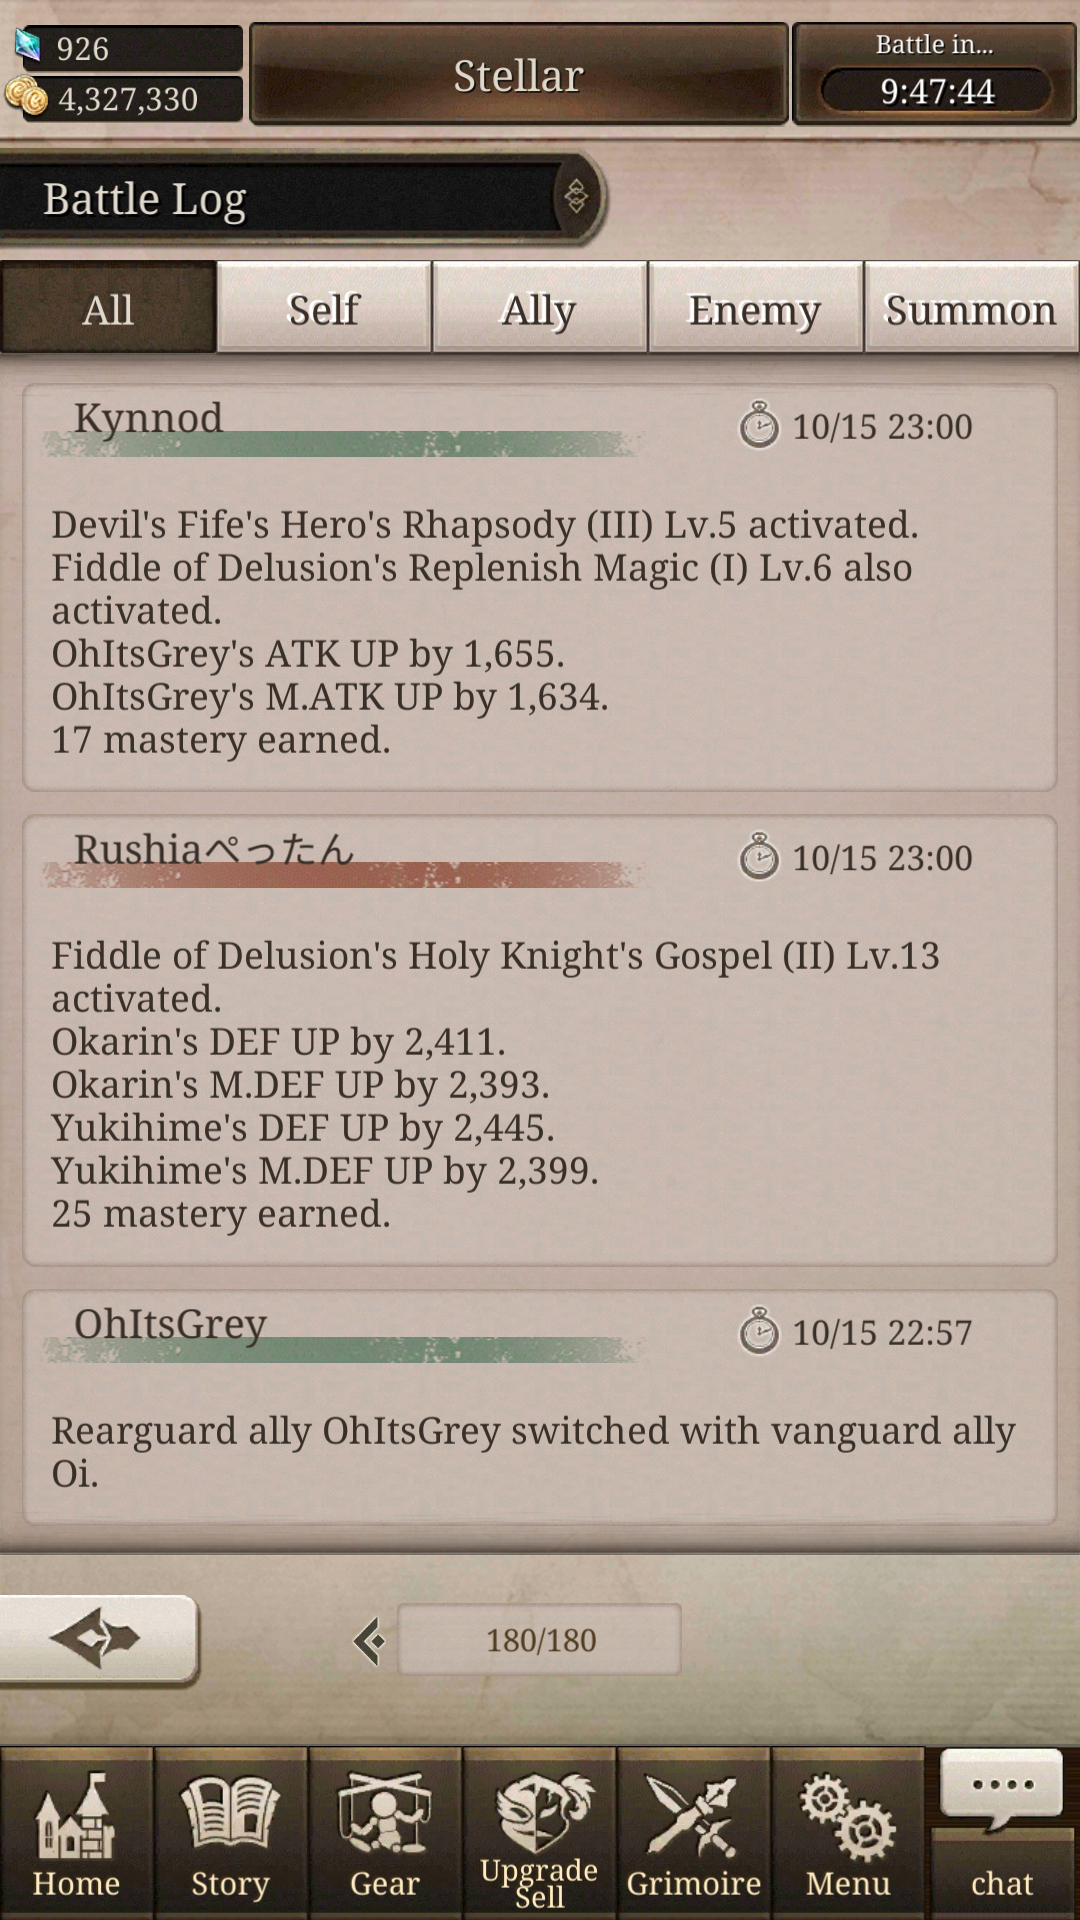 926
4,327,330
Stellar
Battle in...
9:47:44
Battle Log
All
Self
Ally
Enemy
Summon
Kynnod
10/15 23:00
Devil's Fife's Hero's Rhapsody (III) Lv.5 activated.
Fiddle of Delusion's Replenish Magic (I) Lv.6 also
activated.
OhItsGrey's ATK UP by 1,655.
OhItsGrey's M.ATK UP by 1,634.
17 mastery earned.
Rushiaぺったん
10/15 23:00
Fiddle of Delusion's Holy Knight's Gospel (II) Lv.13
activated.
Okarin's DEF UP by 2,411.
Okarin's M.DEF UP by 2,393.
Yukihime's DEF UP by 2,445.
Yukihime's M.DEF UP by 2,399.
25 mastery earned.
OhItsGrey
10/15 22:57
Rearguard ally OhItsGrey switched with vanguard ally
Oi.
180/180
Home
Story
Gear
Upgrade
Sell
Grimoire
Menu
chat